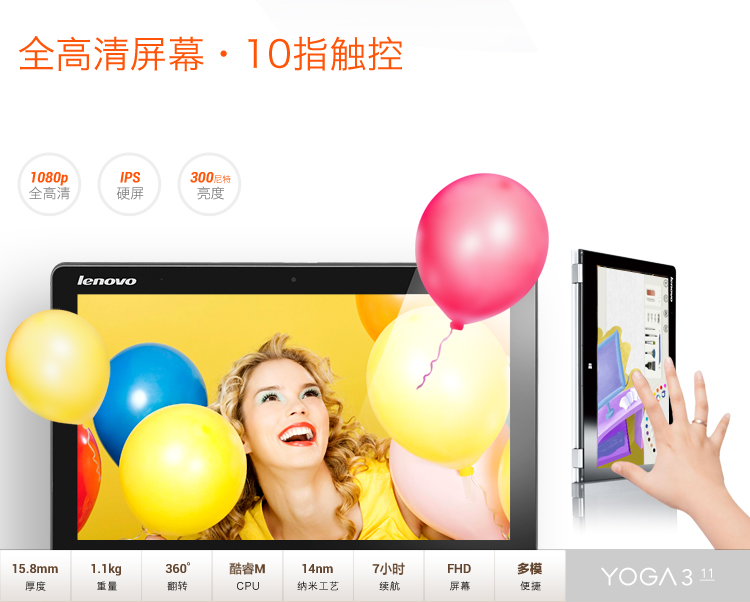 全高清屏幕·10指触控
1080p
全高清
IPS
硬屏
300尼特
亮度
lenovo
lenovo
15.8mm
厚度
1.1kg
重量
360°
翻转
酷睿M
CPU
14nm
纳米工艺
7小时
续航
FHD
屏幕
多模
便捷
YOGA 3 11